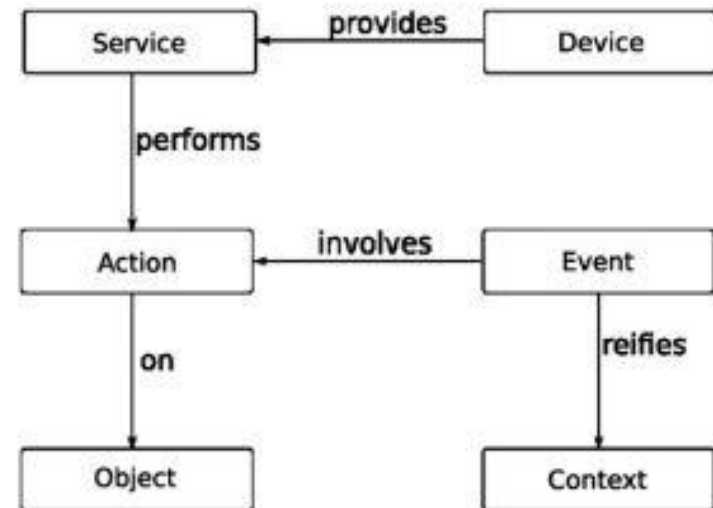 provides
Service
Device
performs
involves
Action
Event
on
reifies
Object
Context